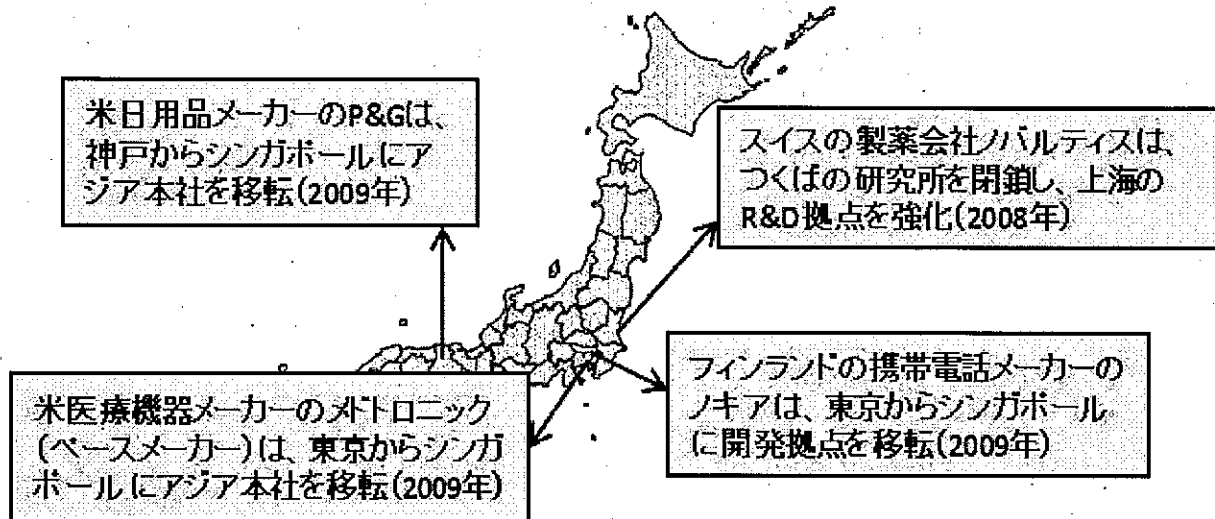 米日用品メーカーのP&Gは、
神戸からシンガポールにア
ジア本社を移転(2009年)
スイスの製薬会社ノバルティスは、
つくばの研究所を閉鎖し、上海の
R&D拠点を強化(2008年)
米医療機器メーカーのメドトロニック
(ペースメーカー)は、東京からシンガ
ポールにアジア本社を移転(2009年)
フィンランドの携帯電話メーカーの
ノキアは、東京からシンガポール
に開発拠点を移転(2009年)